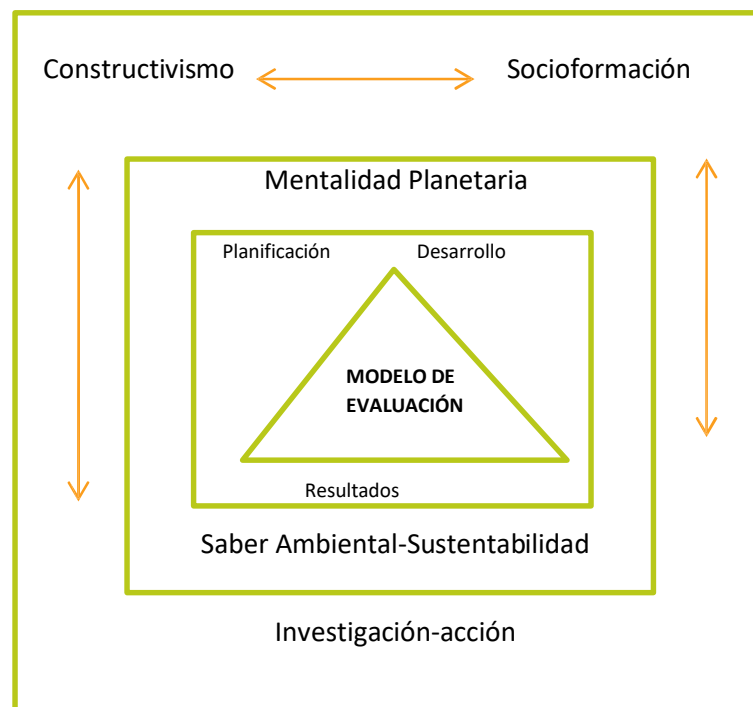 Constructivismo
Socioformación
Mentalidad Planetaria
Planificación
Desarrollo
MODELO DE
EVALUACIÓN
Resultados
Saber Ambiental-Sustentabilidad
Investigación-acción